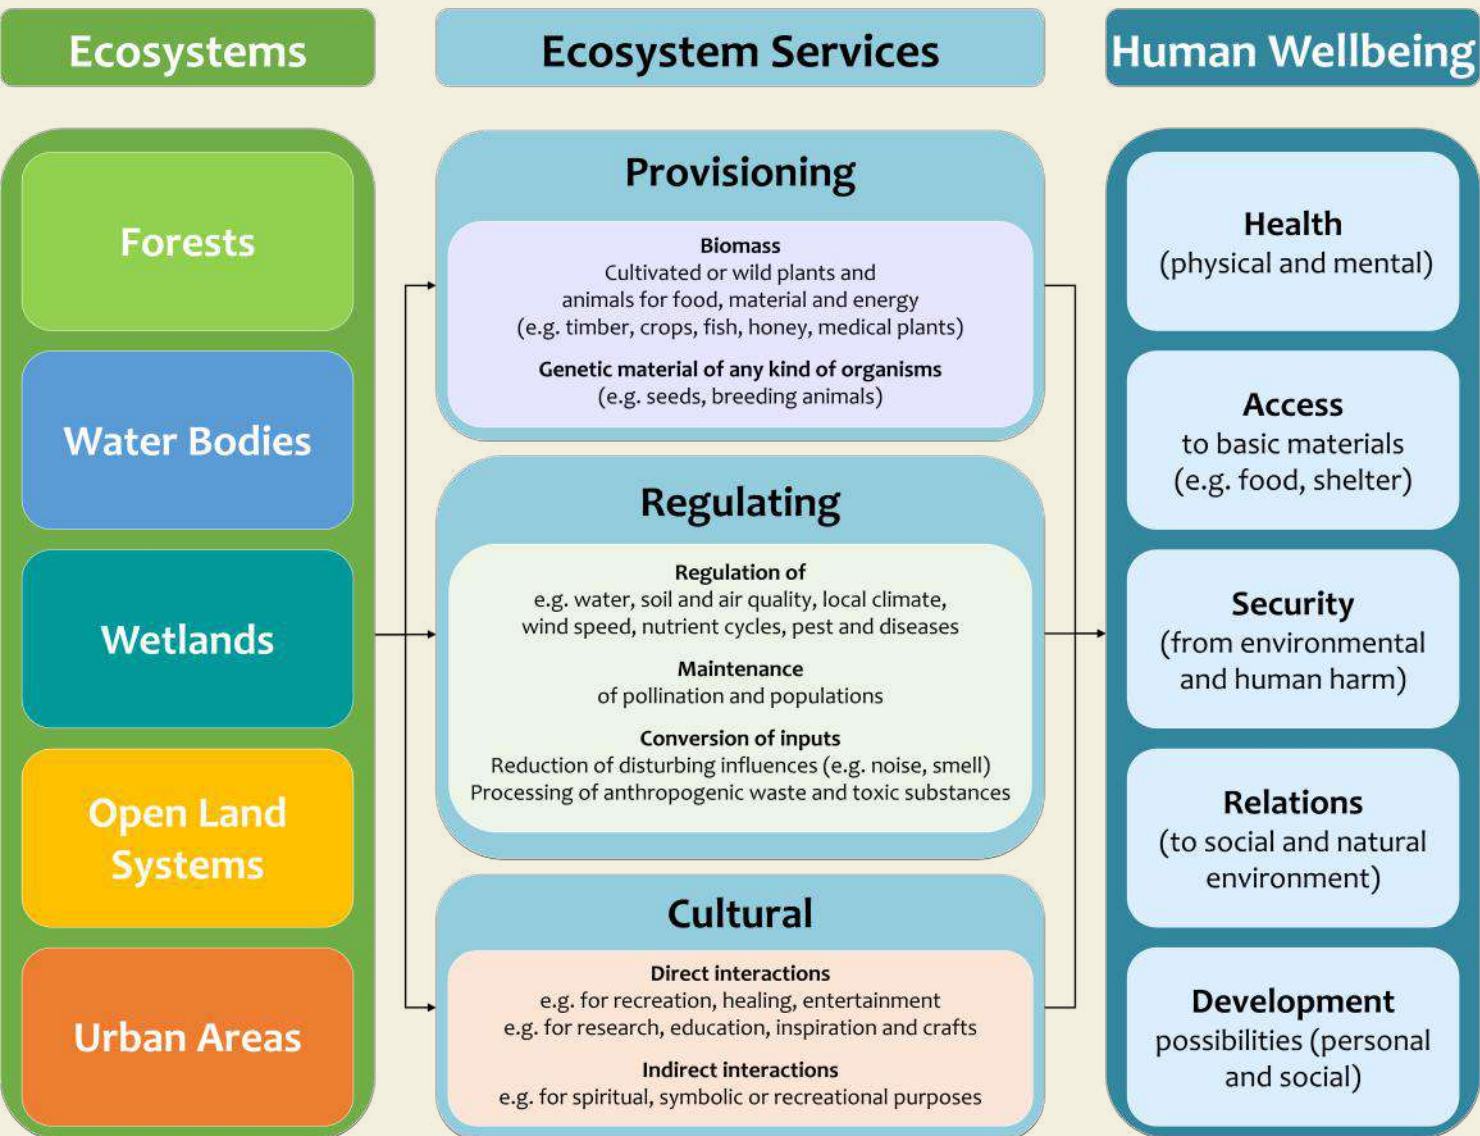 Ecosystems
Ecosystem Services
Human Wellbeing
Forests
Water Bodies
Wetlands
Open Land
Systems
Urban Areas
Provisioning
Biomass
Cultivated or wild plants and
animals for food, material and energy
(e.g. timber, crops, fish, honey, medical plants)
Genetic material of any kind of organisms
(e.g. seeds, breeding animals)
Regulating
Regulation of
e.g. water, soil and air quality, local climate,
wind speed, nutrient cycles, pest and diseases
Maintenance
of pollination and populations
Conversion of inputs
Reduction of disturbing influences (e.g. noise, smell)
Processing of anthropogenic waste and toxic substances
Cultural
Direct interactions
e.g. for recreation, healing, entertainment
e.g. for research, education, inspiration and crafts
Indirect interactions
e.g. for spiritual, symbolic or recreational purposes
Health
(physical and mental)
Access
to basic materials
(e.g. food, shelter)
Security
(from environmental
and human harm)
Relations
(to social and natural
environment)
Development
possibilities (personal
and social)